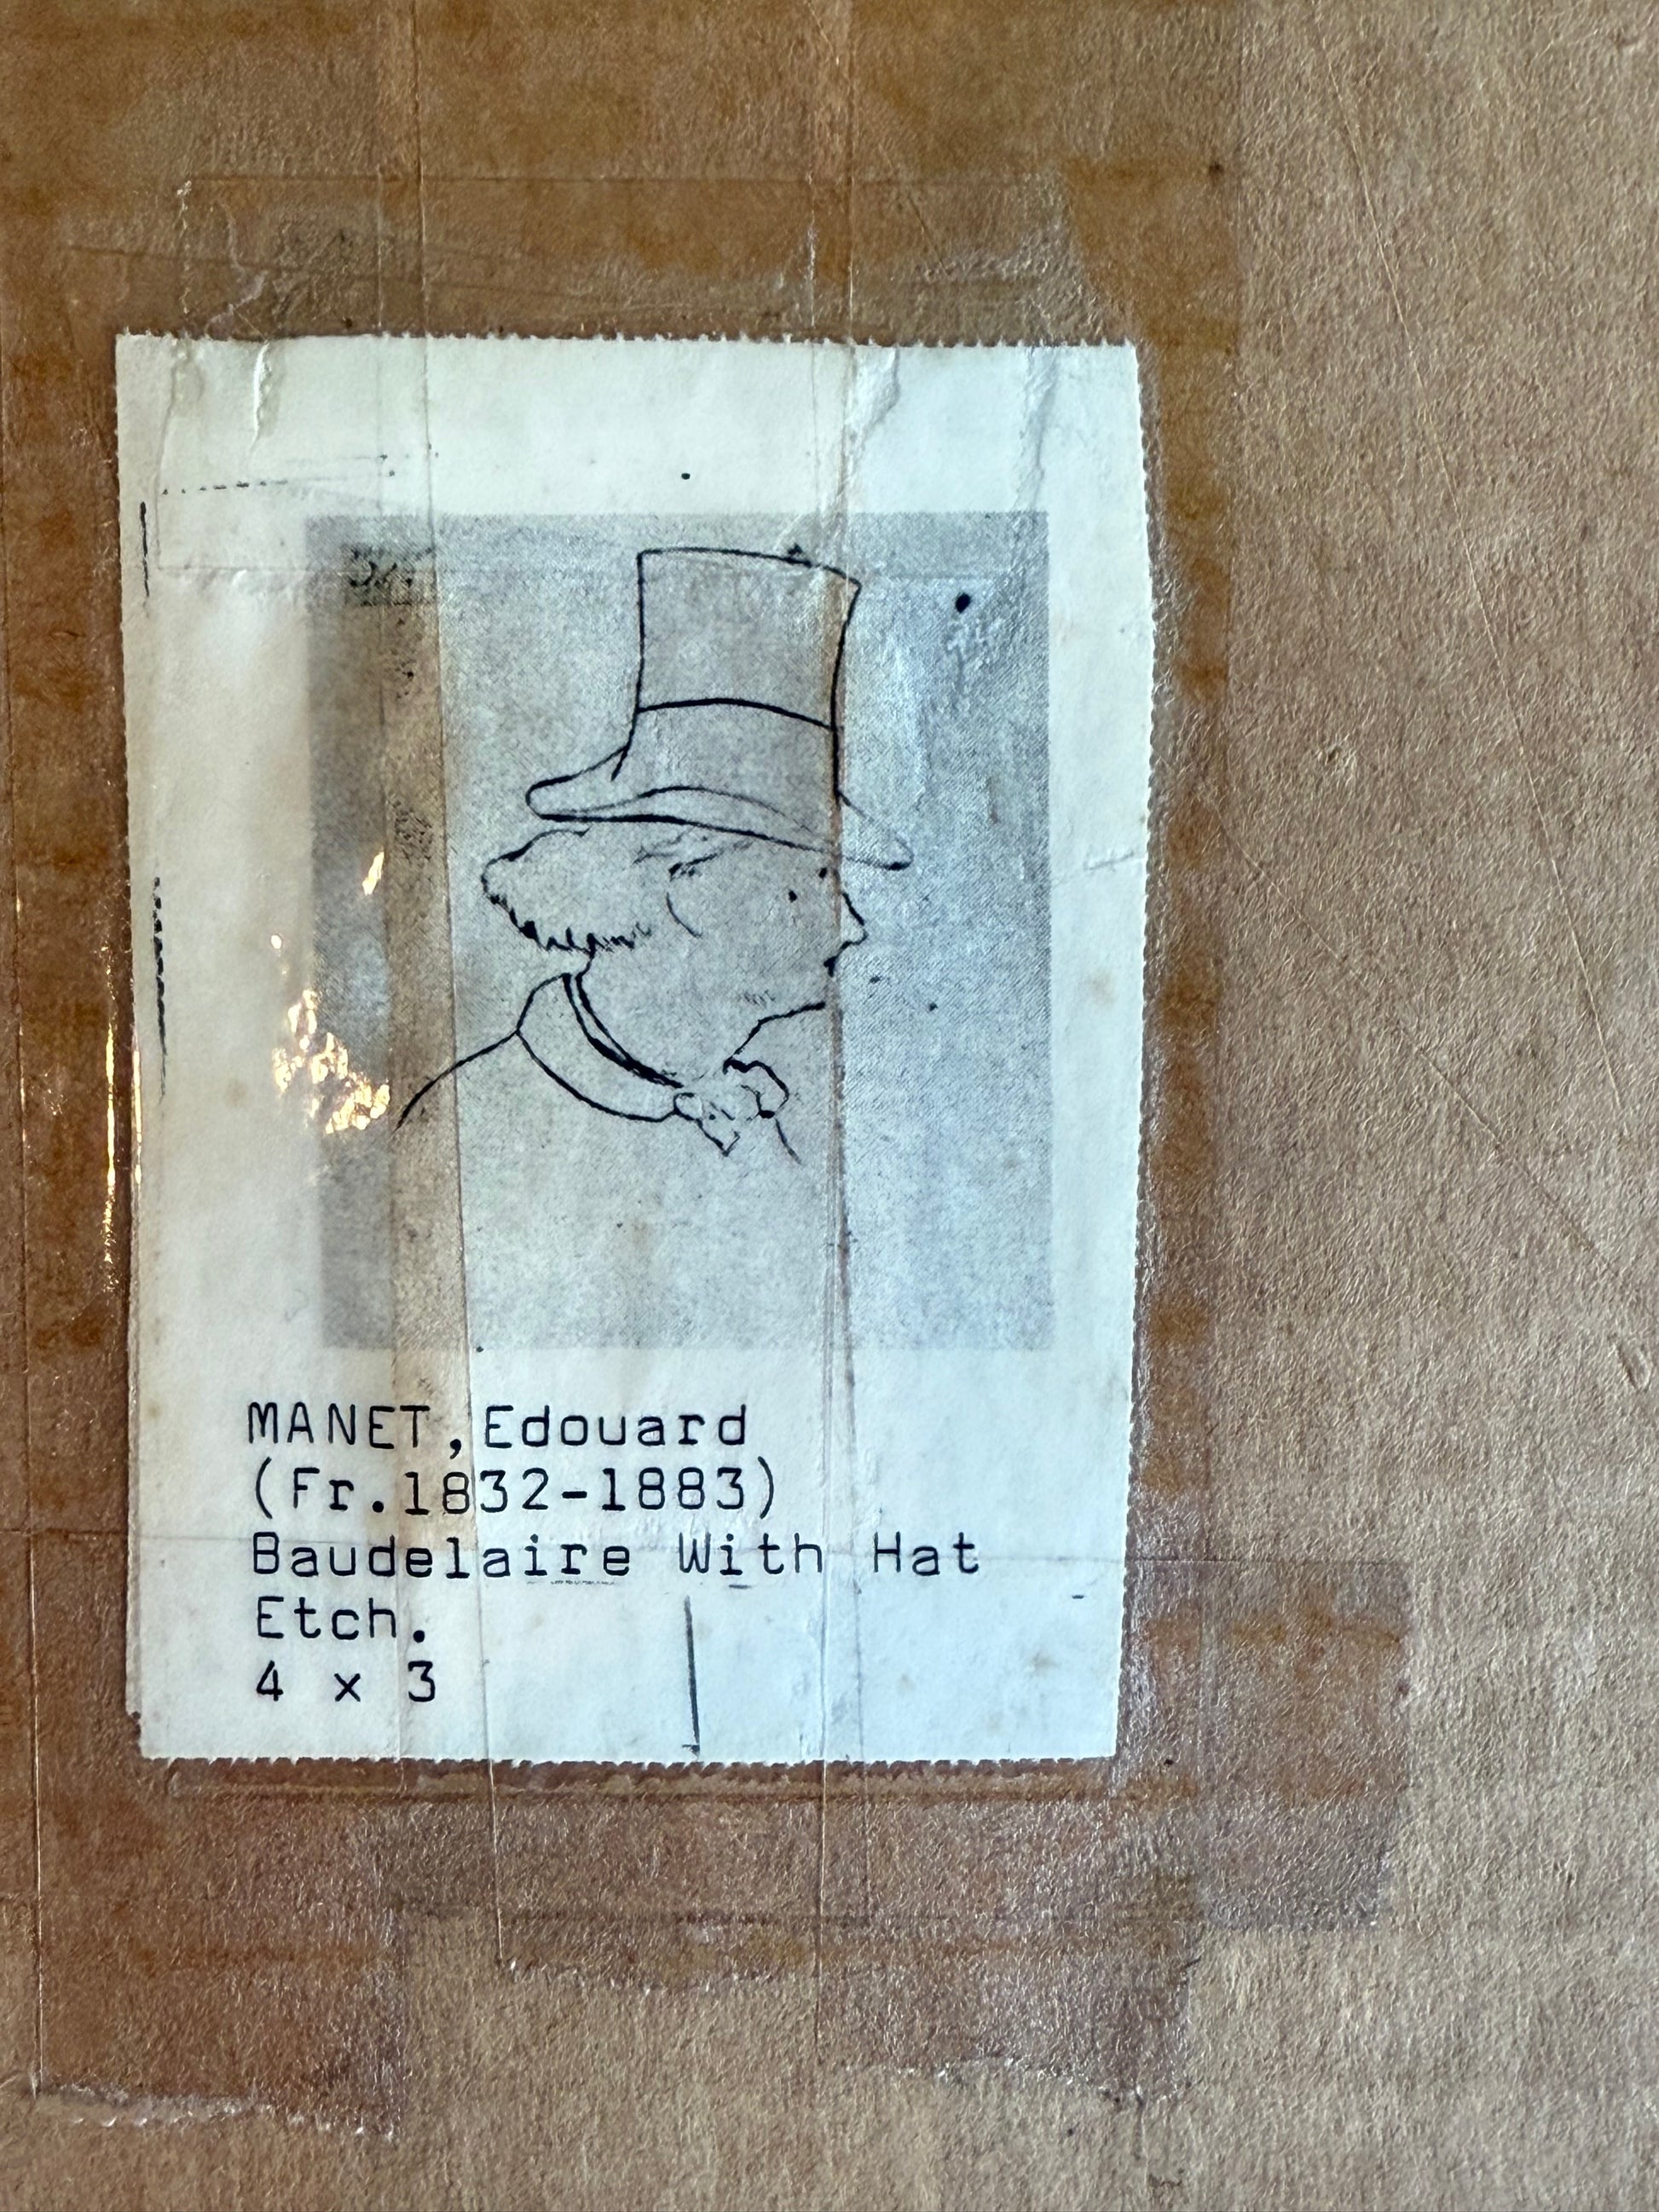 MANET, Edouard
(Fr.1832-1883)
Baudelaire With Hat
Etch.
4 x 3